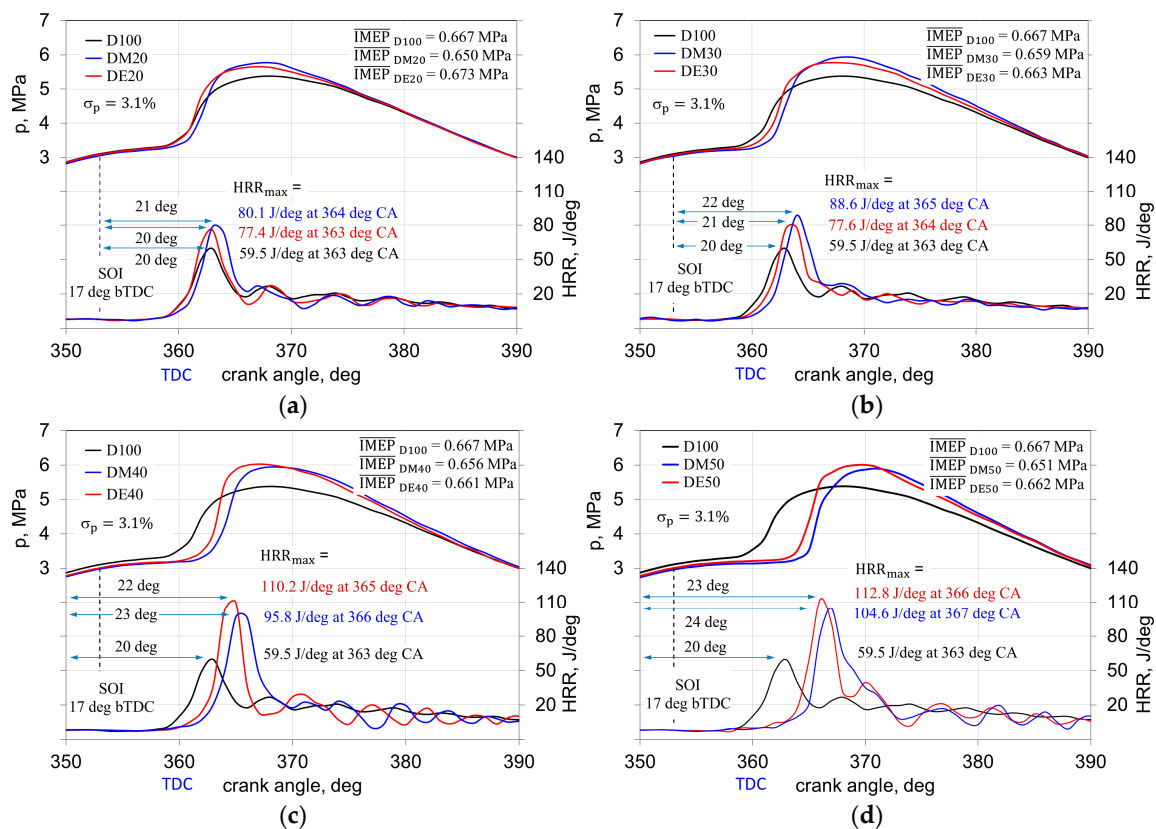 (a)
7
6
5
4
3
p, MPa
D100
DM20
DE20
σp = 3.1%
IMEP D100 = 0.667 MPa
IMEP DM20 = 0.650 MPa
IMEP DE20 = 0.673 MPa
140
110
80
50
20
HRR, J/deg
HRRmax =
80.1 J/deg at 364 deg CA
77.4 J/deg at 363 deg CA
59.5 J/deg at 363 deg CA
21 deg
20 deg
20 deg
SOI
17 deg bTDC
350 360 370 380 390
TDC crank angle, deg
(b)
7
6
5
4
3
p, MPa
D100
DM30
DE30
σp = 3.1%
IMEP D100 = 0.667 MPa
IMEP DM30 = 0.659 MPa
IMEP DE30 = 0.663 MPa
140
110
80
50
20
HRR, J/deg
HRRmax =
88.6 J/deg at 365 deg CA
77.6 J/deg at 364 deg CA
59.5 J/deg at 363 deg CA
22 deg
21 deg
20 deg
SOI
17 deg bTDC
350 360 370 380 390
TDC crank angle, deg
(c)
7
6
5
4
3
p, MPa
D100
DM40
DE40
σp = 3.1%
IMEP D100 = 0.667 MPa
IMEP DM40 = 0.656 MPa
IMEP DE40 = 0.661 MPa
140
110
80
50
20
HRR, J/deg
HRRmax =
110.2 J/deg at 365 deg CA
95.8 J/deg at 366 deg CA
59.5 J/deg at 363 deg CA
22 deg
23 deg
20 deg
SOI
17 deg bTDC
350 360 370 380 390
TDC crank angle, deg
(d)
7
6
5
4
3
p, MPa
D100
DM50
DE50
σp = 3.1%
IMEP D100 = 0.667 MPa
IMEP DM50 = 0.651 MPa
IMEP DE50 = 0.662 MPa
140
110
80
50
20
HRR, J/deg
HRRmax =
112.8 J/deg at 366 deg CA
104.6 J/deg at 367 deg CA
59.5 J/deg at 363 deg CA
23 deg
24 deg
20 deg
SOI
17 deg bTDC
350 360 370 380 390
TDC crank angle, deg